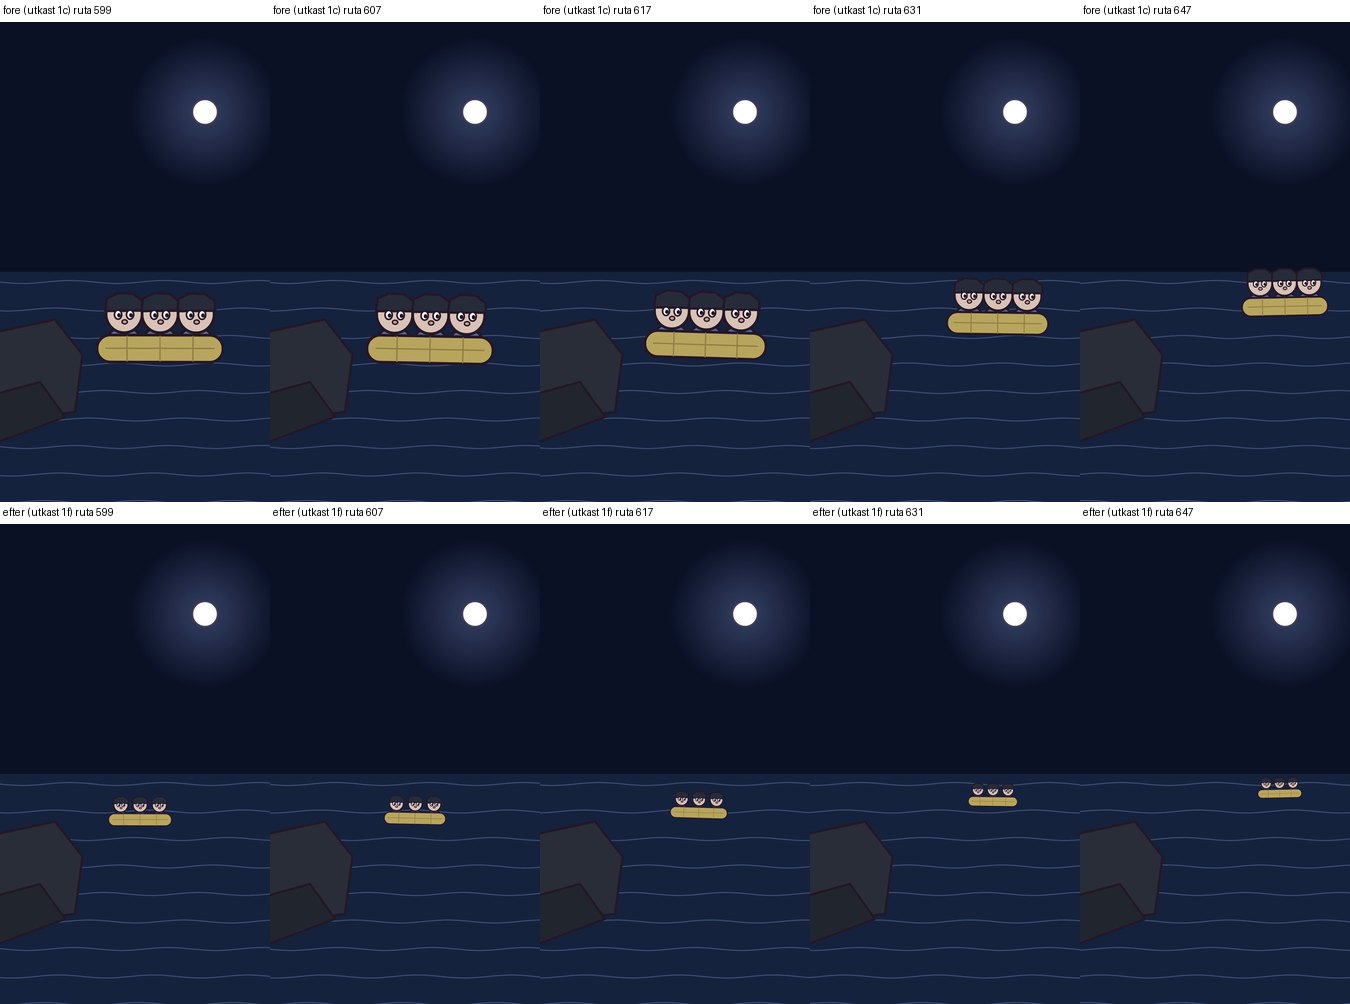 fore (utkast 1c) ruta 599
fore (utkast 1c) ruta 607
fore (utkast 1c) ruta 617
fore (utkast 1c) ruta 631
fore (utkast 1c) ruta 647
efter (utkast 1f) ruta 599
efter (utkast 1f) ruta 607
efter (utkast 1f) ruta 617
efter (utkast 1f) ruta 631
efter (utkast 1f) ruta 647